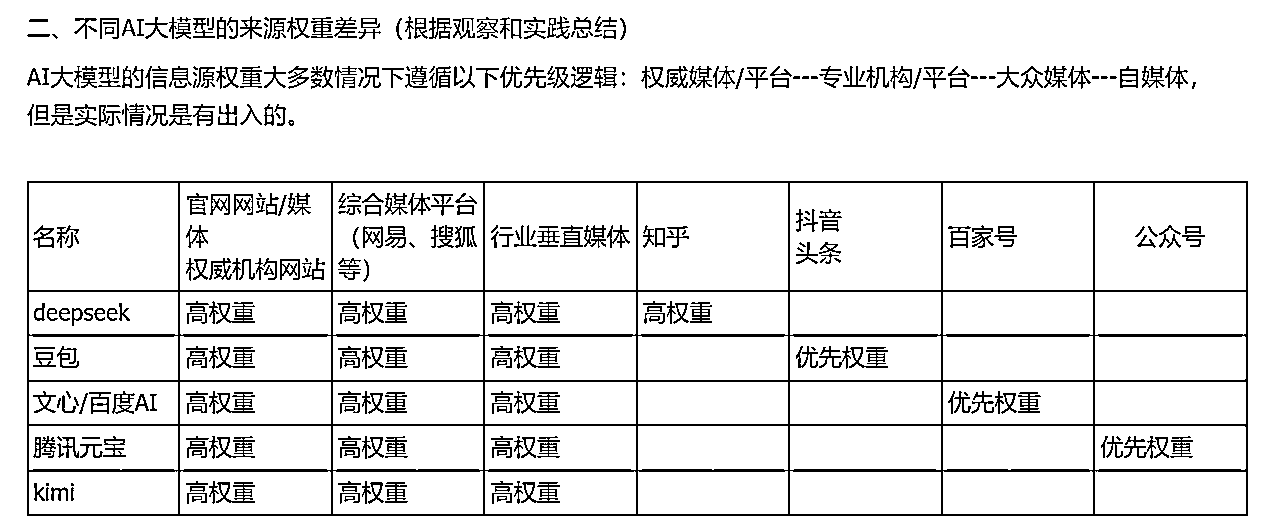 二、不同AI大模型的来源权重差异（根据观察和实践总结）
AI大模型的信息源权重大多数情况下遵循以下优先级逻辑：权威媒体/平台---专业机构/平台---大众媒体---自媒体，
但是实际情况是有出入的。
名称 官网网站/媒体 权威机构网站 综合媒体平台（网易、搜狐等） 行业垂直媒体 知乎 抖音 头条 百家号 公众号
deepseek 高权重 高权重 高权重 高权重
豆包 高权重 高权重 高权重 优先权重
文心/百度AI 高权重 高权重 高权重 优先权重
腾讯元宝 高权重 高权重 高权重 优先权重
kimi 高权重 高权重 高权重